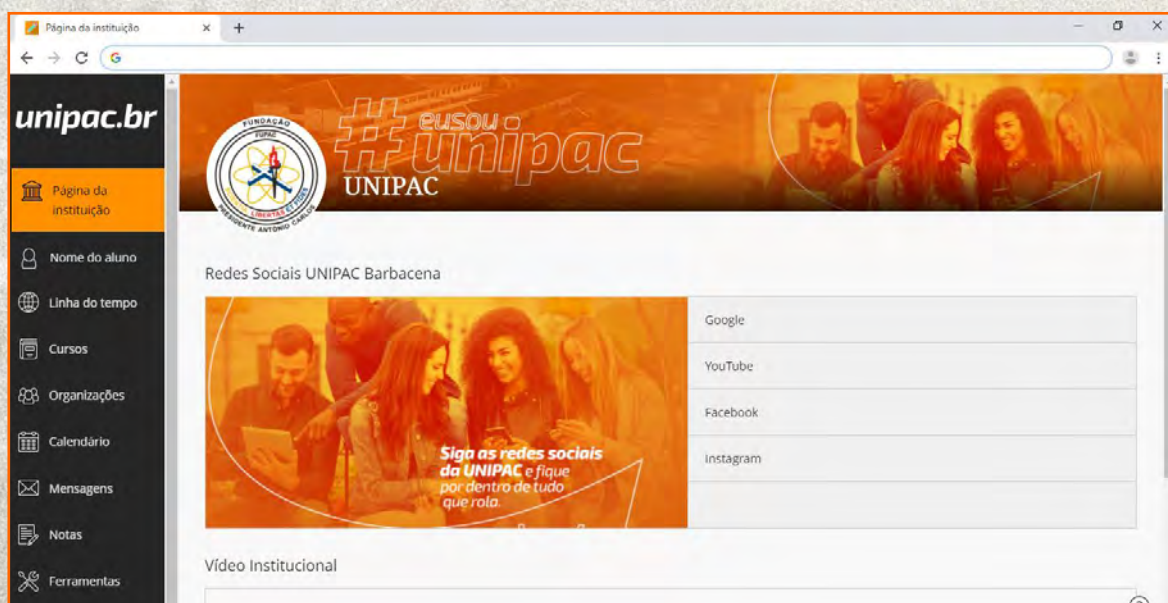 Página da instituição
unipac.br
Página da
instituição
Nome do aluno
Linha do tempo
Cursos
Organizações
Calendário
Mensagens
Notas
Ferramentas
#eusou
unipac
FUNDAÇÃO
FUPAC
LIBERTAS
PRESIDENTE ANTÔNIO CARLOS
UNIPAC
Redes Sociais UNIPAC Barbacena
Siga as redes sociais
da UNIPAC e fique
por dentro de tudo
que rola.
Google
YouTube
Facebook
Instagram
Vídeo Institucional